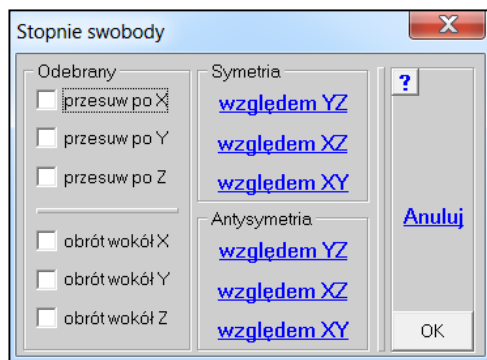 Stopnie swobody
X
Odebrany
przesuw po X
przesuw po Y
przesuw po Z
obrót wokół X
obrót wokół Y
obrót wokół Z
Symetria
względem YZ
względem XZ
względem XY
Antysymetria
względem YZ
względem XZ
względem XY
?
Anuluj
OK